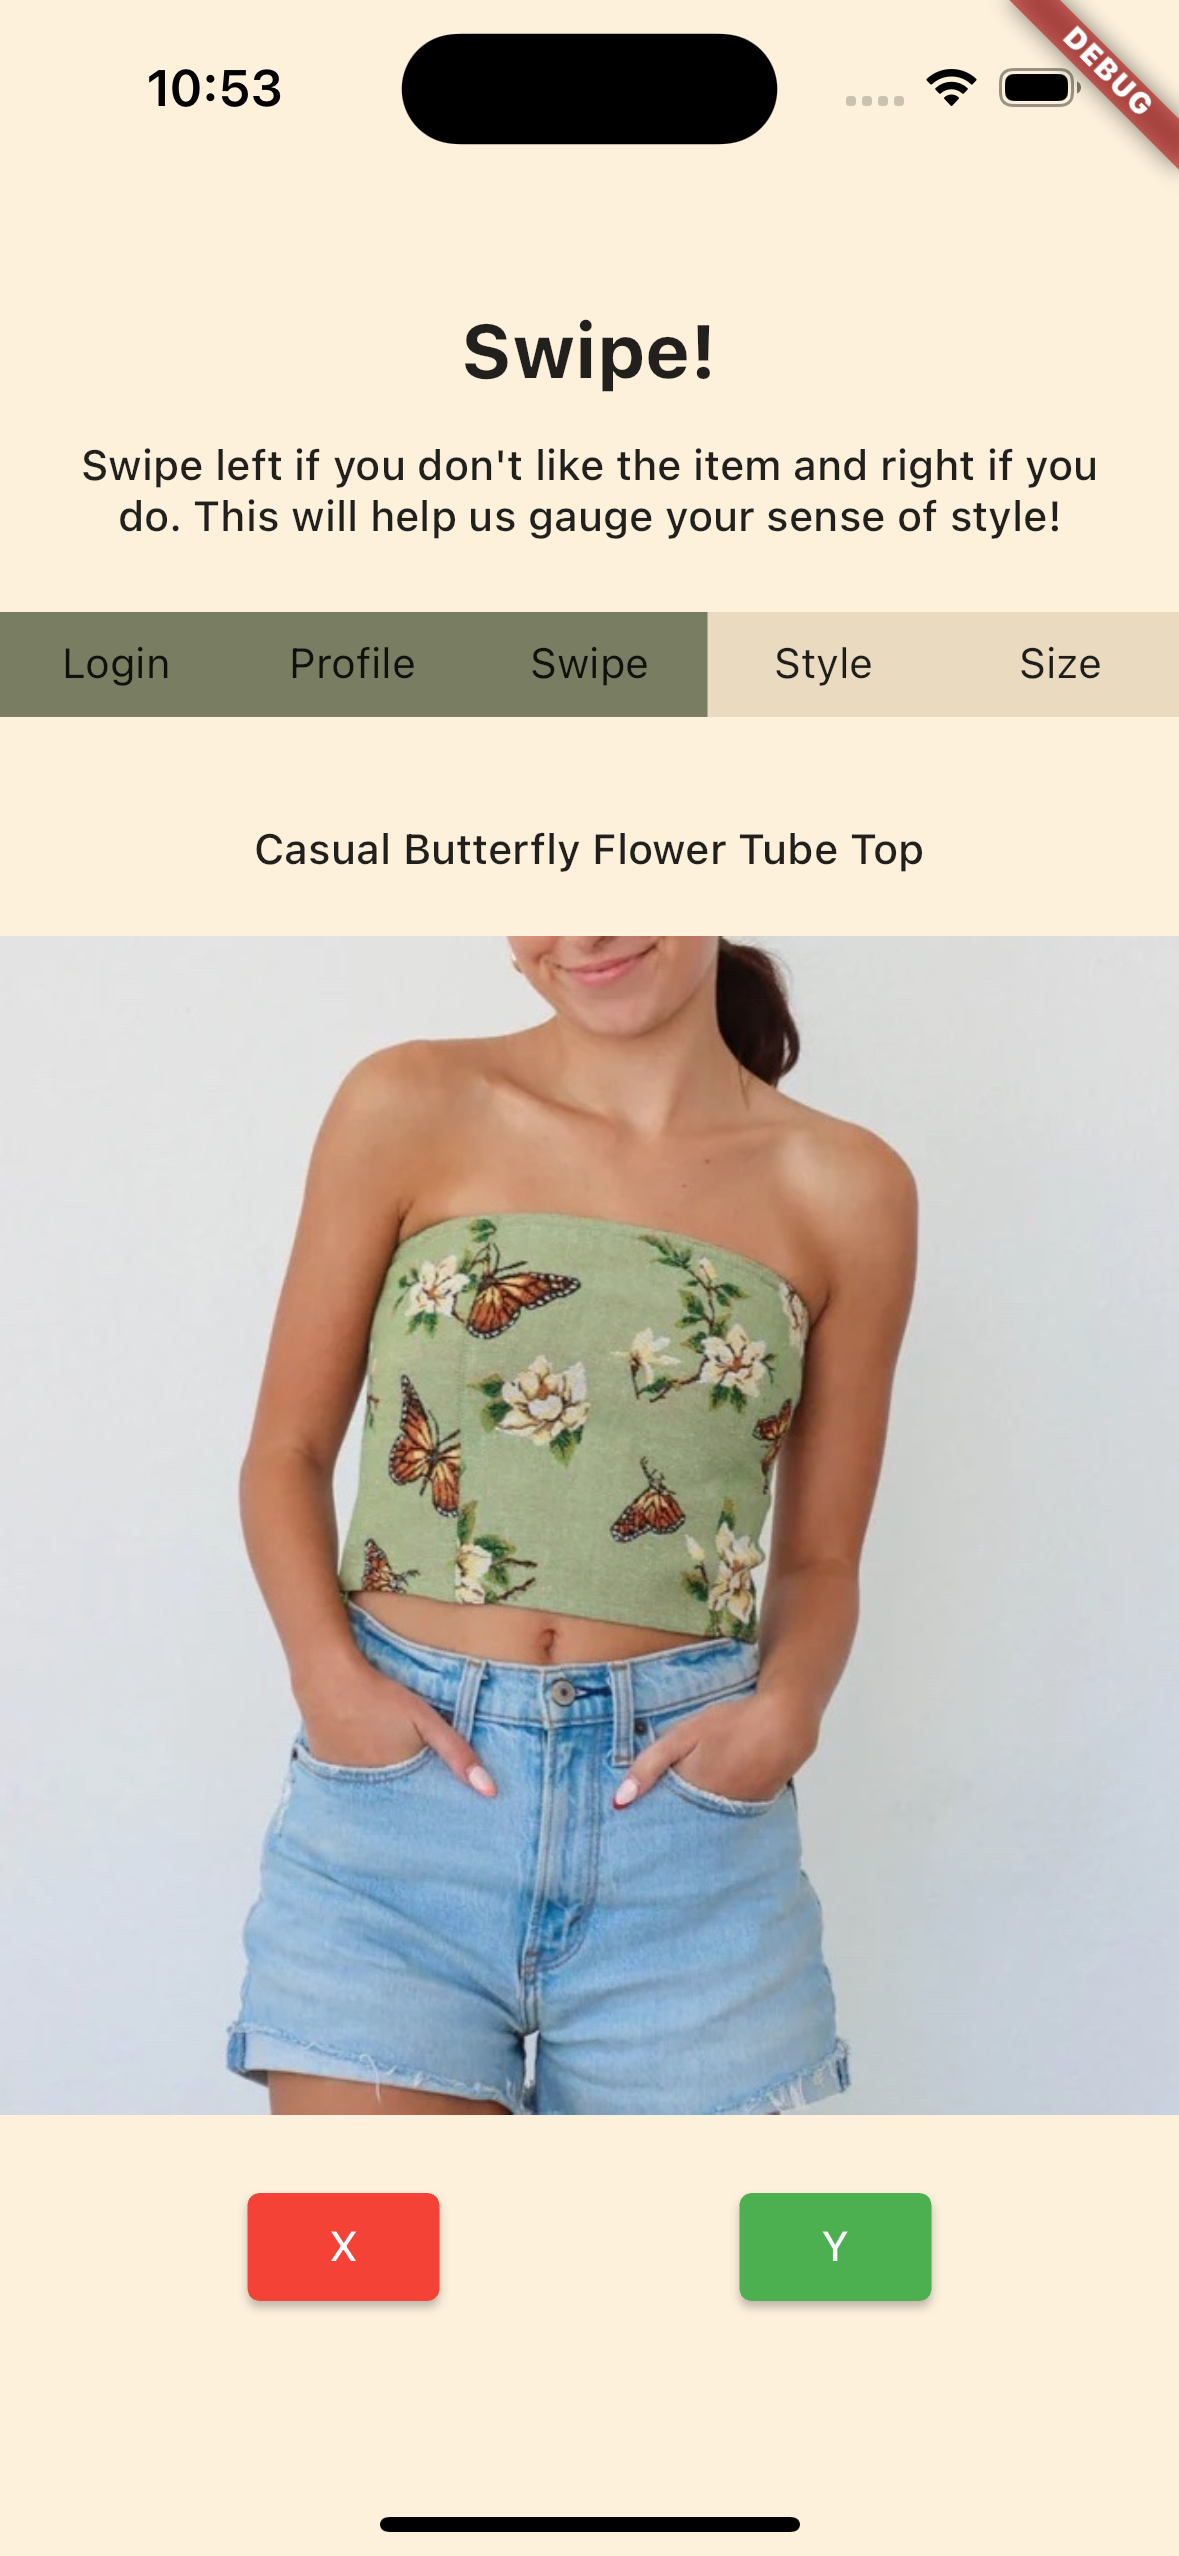 10:53
DEBUG
Swipe!
Swipe left if you don't like the item and right if you
do. This will help us gauge your sense of style!
Login Profile Swipe Style Size
Casual Butterfly Flower Tube Top
X Y